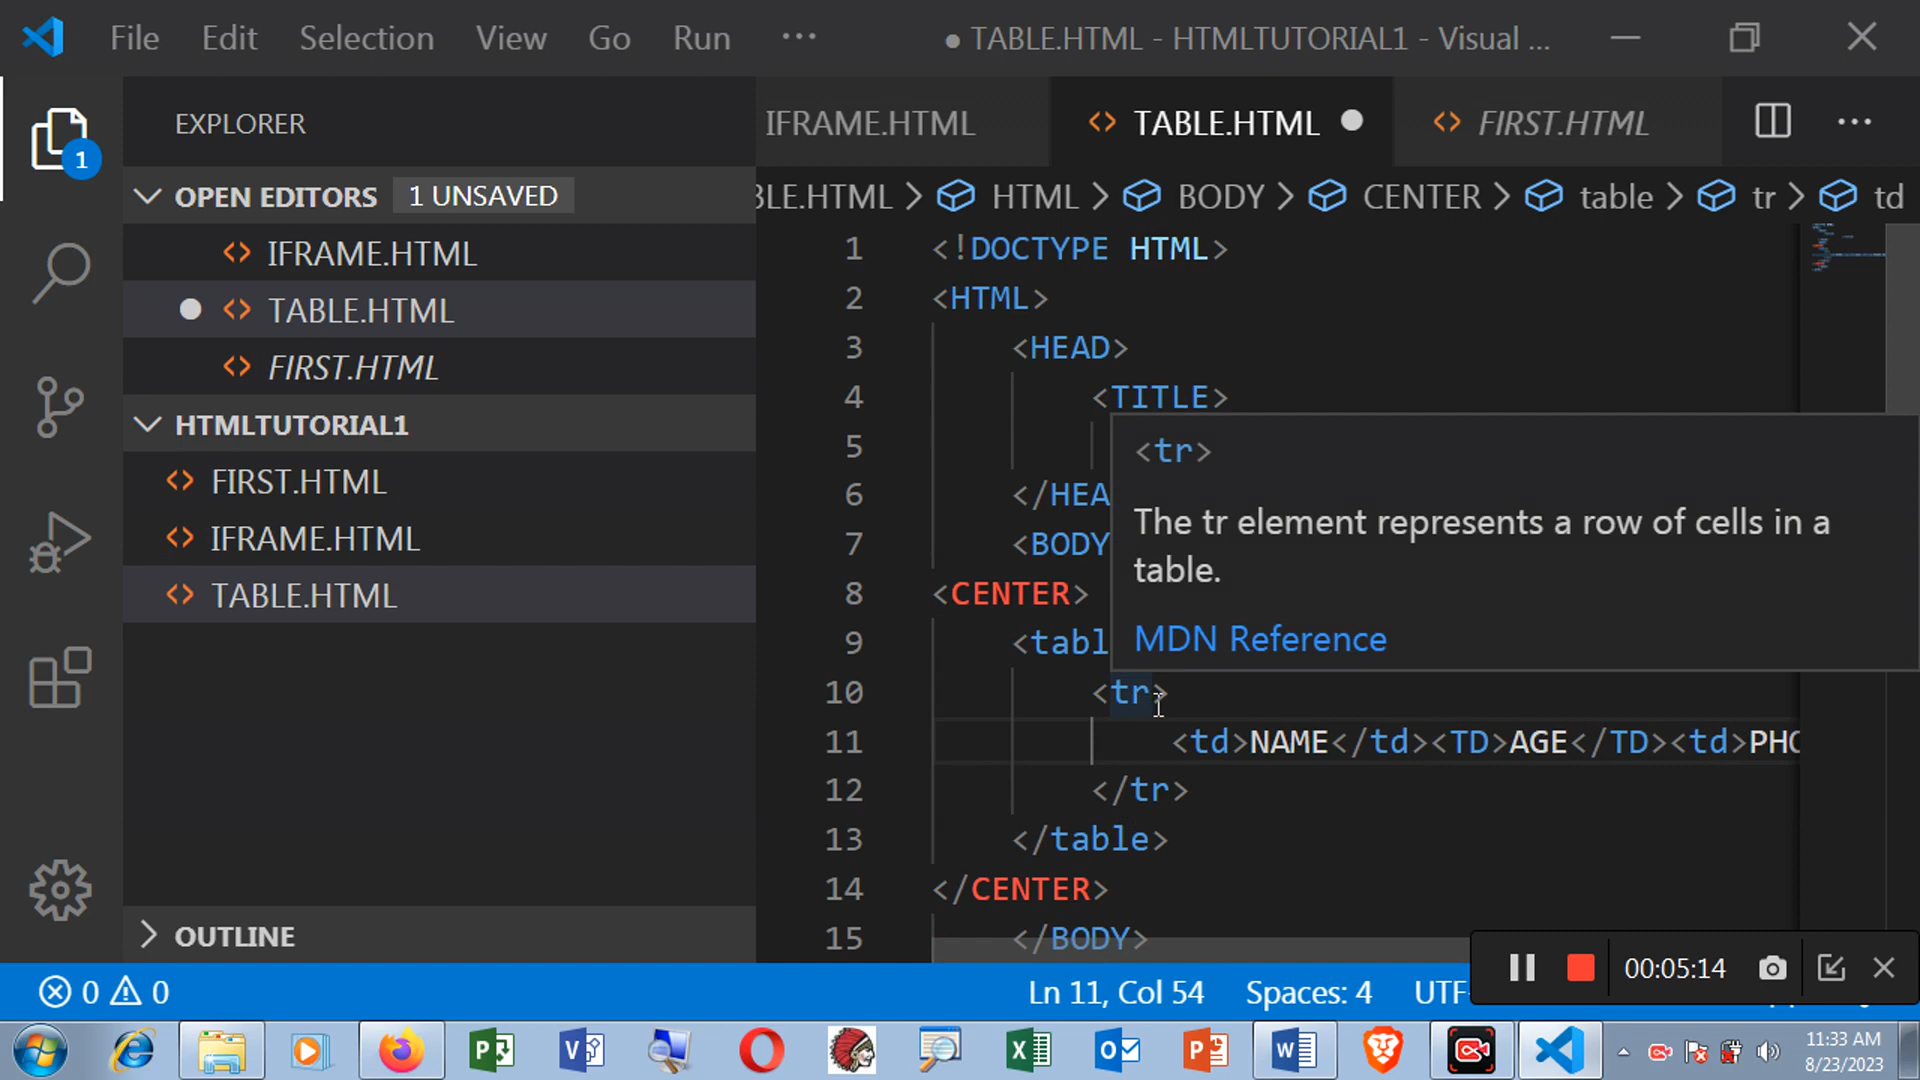 File Edit Selection View Go Run ··· ● TABLE.HTML - HTMLTUTORIAL1 - Visual ...
EXPLORER
IFRAME.HTML TABLE.HTML FIRST.HTML ···
1
OPEN EDITORS 1 UNSAVED
BLE.HTML > HTML > BODY > CENTER > table > tr > td
IFRAME.HTML
TABLE.HTML
FIRST.HTML
HTMLTUTORIAL1
FIRST.HTML
IFRAME.HTML
TABLE.HTML
OUTLINE
1 <!DOCTYPE HTML>
2 <HTML>
3 <HEAD>
4 <TITLE>
5
6 </HEA
7 <BODY
8 <CENTER>
9 <tabl
10 <tr>
11 <td>NAME</td><TD>AGE</TD><td>PHO
12 </tr>
13 </table>
14 </CENTER>
15 </BODY>
<tr>
The tr element represents a row of cells in a
table.
MDN Reference
00:05:14
0 0 Ln 11, Col 54 Spaces: 4 UTF-
11:33 AM
8/23/2023